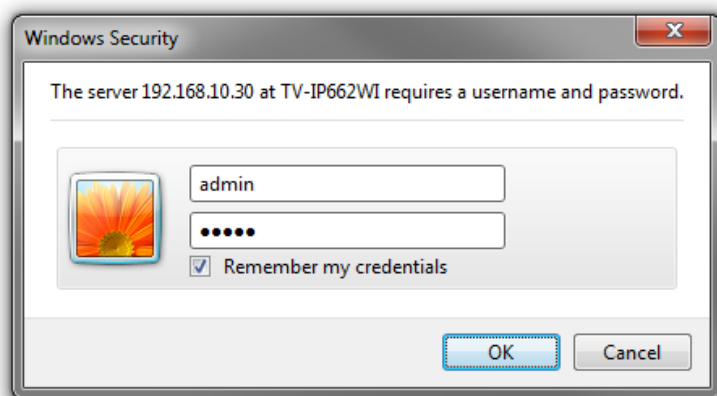 Windows Security
The server 192.168.10.30 at TV-IP662WI requires a username and password.
admin
●●●●●
Remember my credentials
OK
Cancel